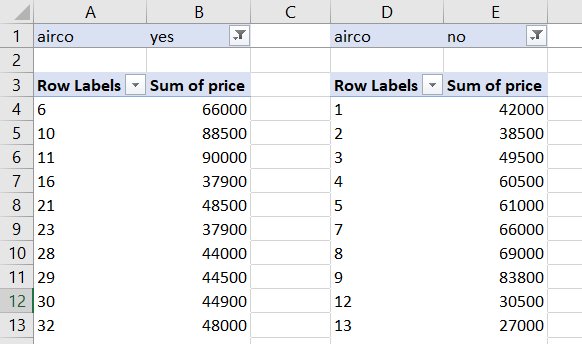 A B C D E
1 airco yes airco no
2
3 Row Labels Sum of price Row Labels Sum of price
4 6 66000 1 42000
5 10 88500 2 38500
6 11 90000 3 49500
7 16 37900 4 60500
8 21 48500 5 61000
9 23 37900 7 66000
10 28 44000 8 69000
11 29 44500 9 83800
12 30 44900 12 30500
13 32 48000 13 27000